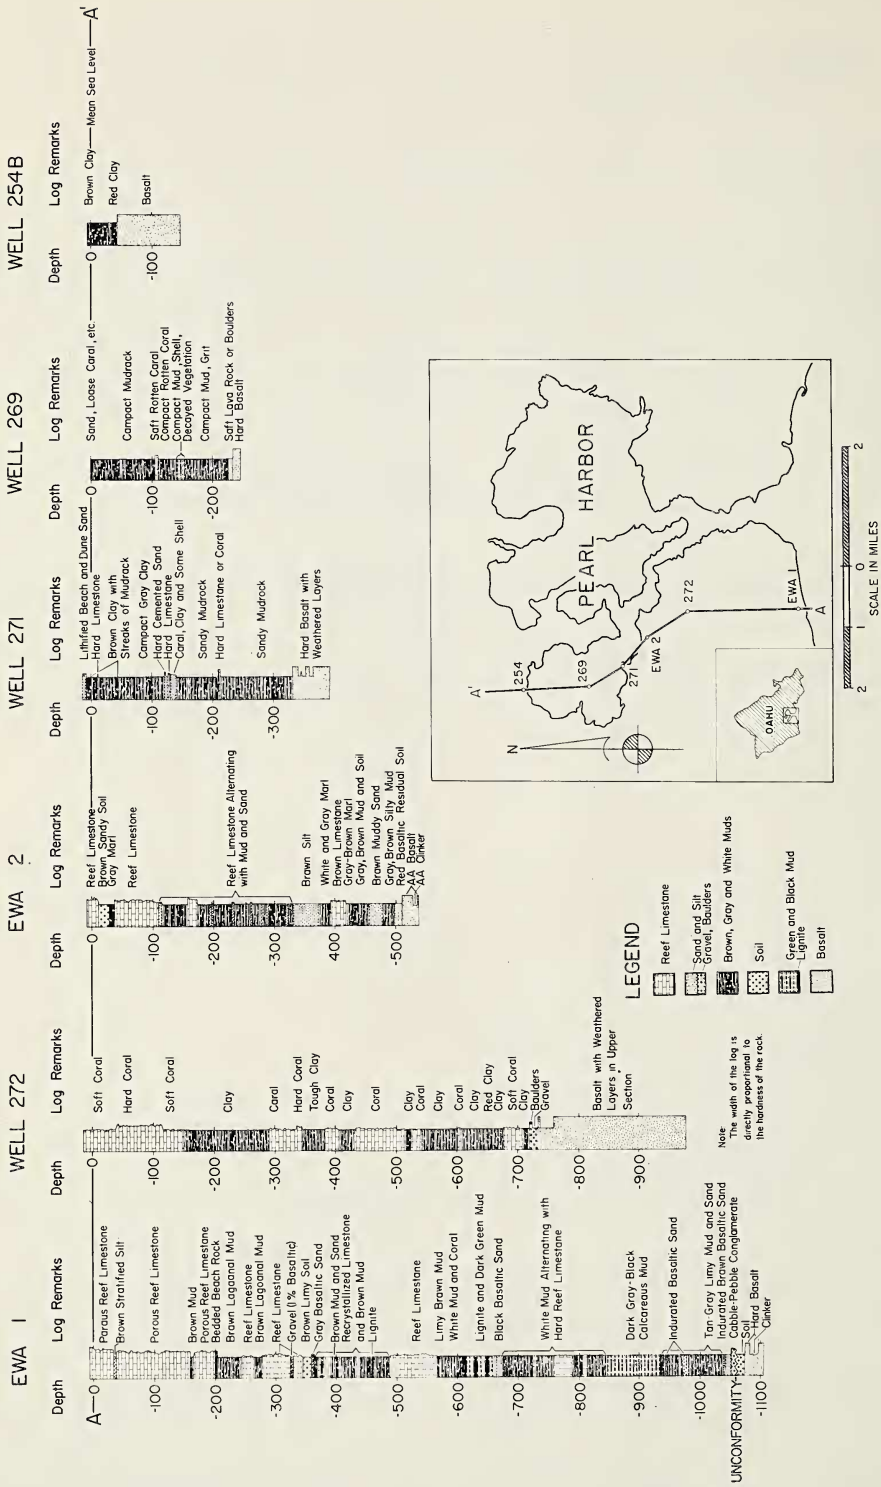 EWA 1
Depth Log Remarks
A—0
-100
-200
-300
-400
-500
-600
-700
-800
-900
-1000
UNCONFORMITY
-1100
Porous Reef Limestone
Brown Stratified Silt
Porous Reef Limestone
Brown Mud
Porous Reef Limestone
Bedded Beach Rock
Brown Lagoonal Mud
Reef Limestone
Brown Lagoonal Mud
Reef Limestone
Gravel (1% Basaltic)
Brown Limy Soil
Gray Basaltic Sand
Brown Mud and Sand
Recrystallized Limestone
and Brown Mud
Lignite
Reef Limestone
Limy Brown Mud
White Mud and Coral
Lignite and Dark Green Mud
Black Basaltic Sand
White Mud Alternating with
Hard Reef Limestone
Dark Gray-Black
Calcareous Mud
Indurated Basaltic Sand
Tan-Gray Limy Mud and Sand
Indurated Brown Basaltic Sand
Cabble-Pebble Conglomerate
Soil
Hard Basalt
Clinker
WELL 272
Depth Log Remarks
0
-100
-200
-300
-400
-500
-600
-700
-800
-900
Soft Coral
Hard Coral
Soft Coral
Clay
Caral
Hard Coral
Tough Clay
Coral
Clay
Coral
Clay
Coral
Clay
Coral
Clay
Red Clay
Clay
Soft Coral
Clay
Boulders
Gravel
Basalt with Weathered
Layers in Upper
Section
Note:
The width of the log is
directly proportional to
the hardness of the rock.
EWA 2
Depth Log Remarks
0
-100
-200
-300
-400
-500
Reef Limestone
Brown Sandy Soil
Gray Marl
Reef Limestone
Reef Limestone Alternating
with Mud and Sand
Brawn Silt
White and Gray Marl
Brown Limestone
Gray-Brown Marl
Gray, Brown Mud and Soil
Brown Muddy Sand
Gray, Brown Silty Mud
Red Basaltic Residual Soil
AA Basalt
AA Clinker
LEGEND
Reef Limestone
Sand and Silt
Gravel, Baulders
Brown, Gray and White Muds
Soil
Green and Black Mud
Lignite
Basalt
WELL 271
Depth Log Remarks
0
-100
-200
-300
Lithified Beach and Dune Sand
Hard Limestone
Brown Clay with
Streaks of Mudrack
Campact Gray Clay
Hard Cemented Sand
Hard Limestane
Caral, Clay and Some Shell
Sandy Mudrock
Hard Limestane or Coral
Sandy Mudrock
Hard Basalt with
Weathered Layers
WELL 269
Depth Log Remarks
0
-100
-200
Sand, Loase Caral, etc.
Campact Mudrack
Saft Rotten Caral
Compact Rotten Coral
Compact Mud, Shell,
Decayed Vegetation
Campact Mud, Grit
Saft Lava Rock or Boulders
Hard Basalt
WELL 254B
Depth Log Remarks
0
-100
Brown Clay
Mean Sea Level
A'
Red Clay
Basalt
A'
254
269
271
EWA 2
272
EWA 1
A
PEARL HARBOR
N
OAHU
2 1 0 2
SCALE IN MILES